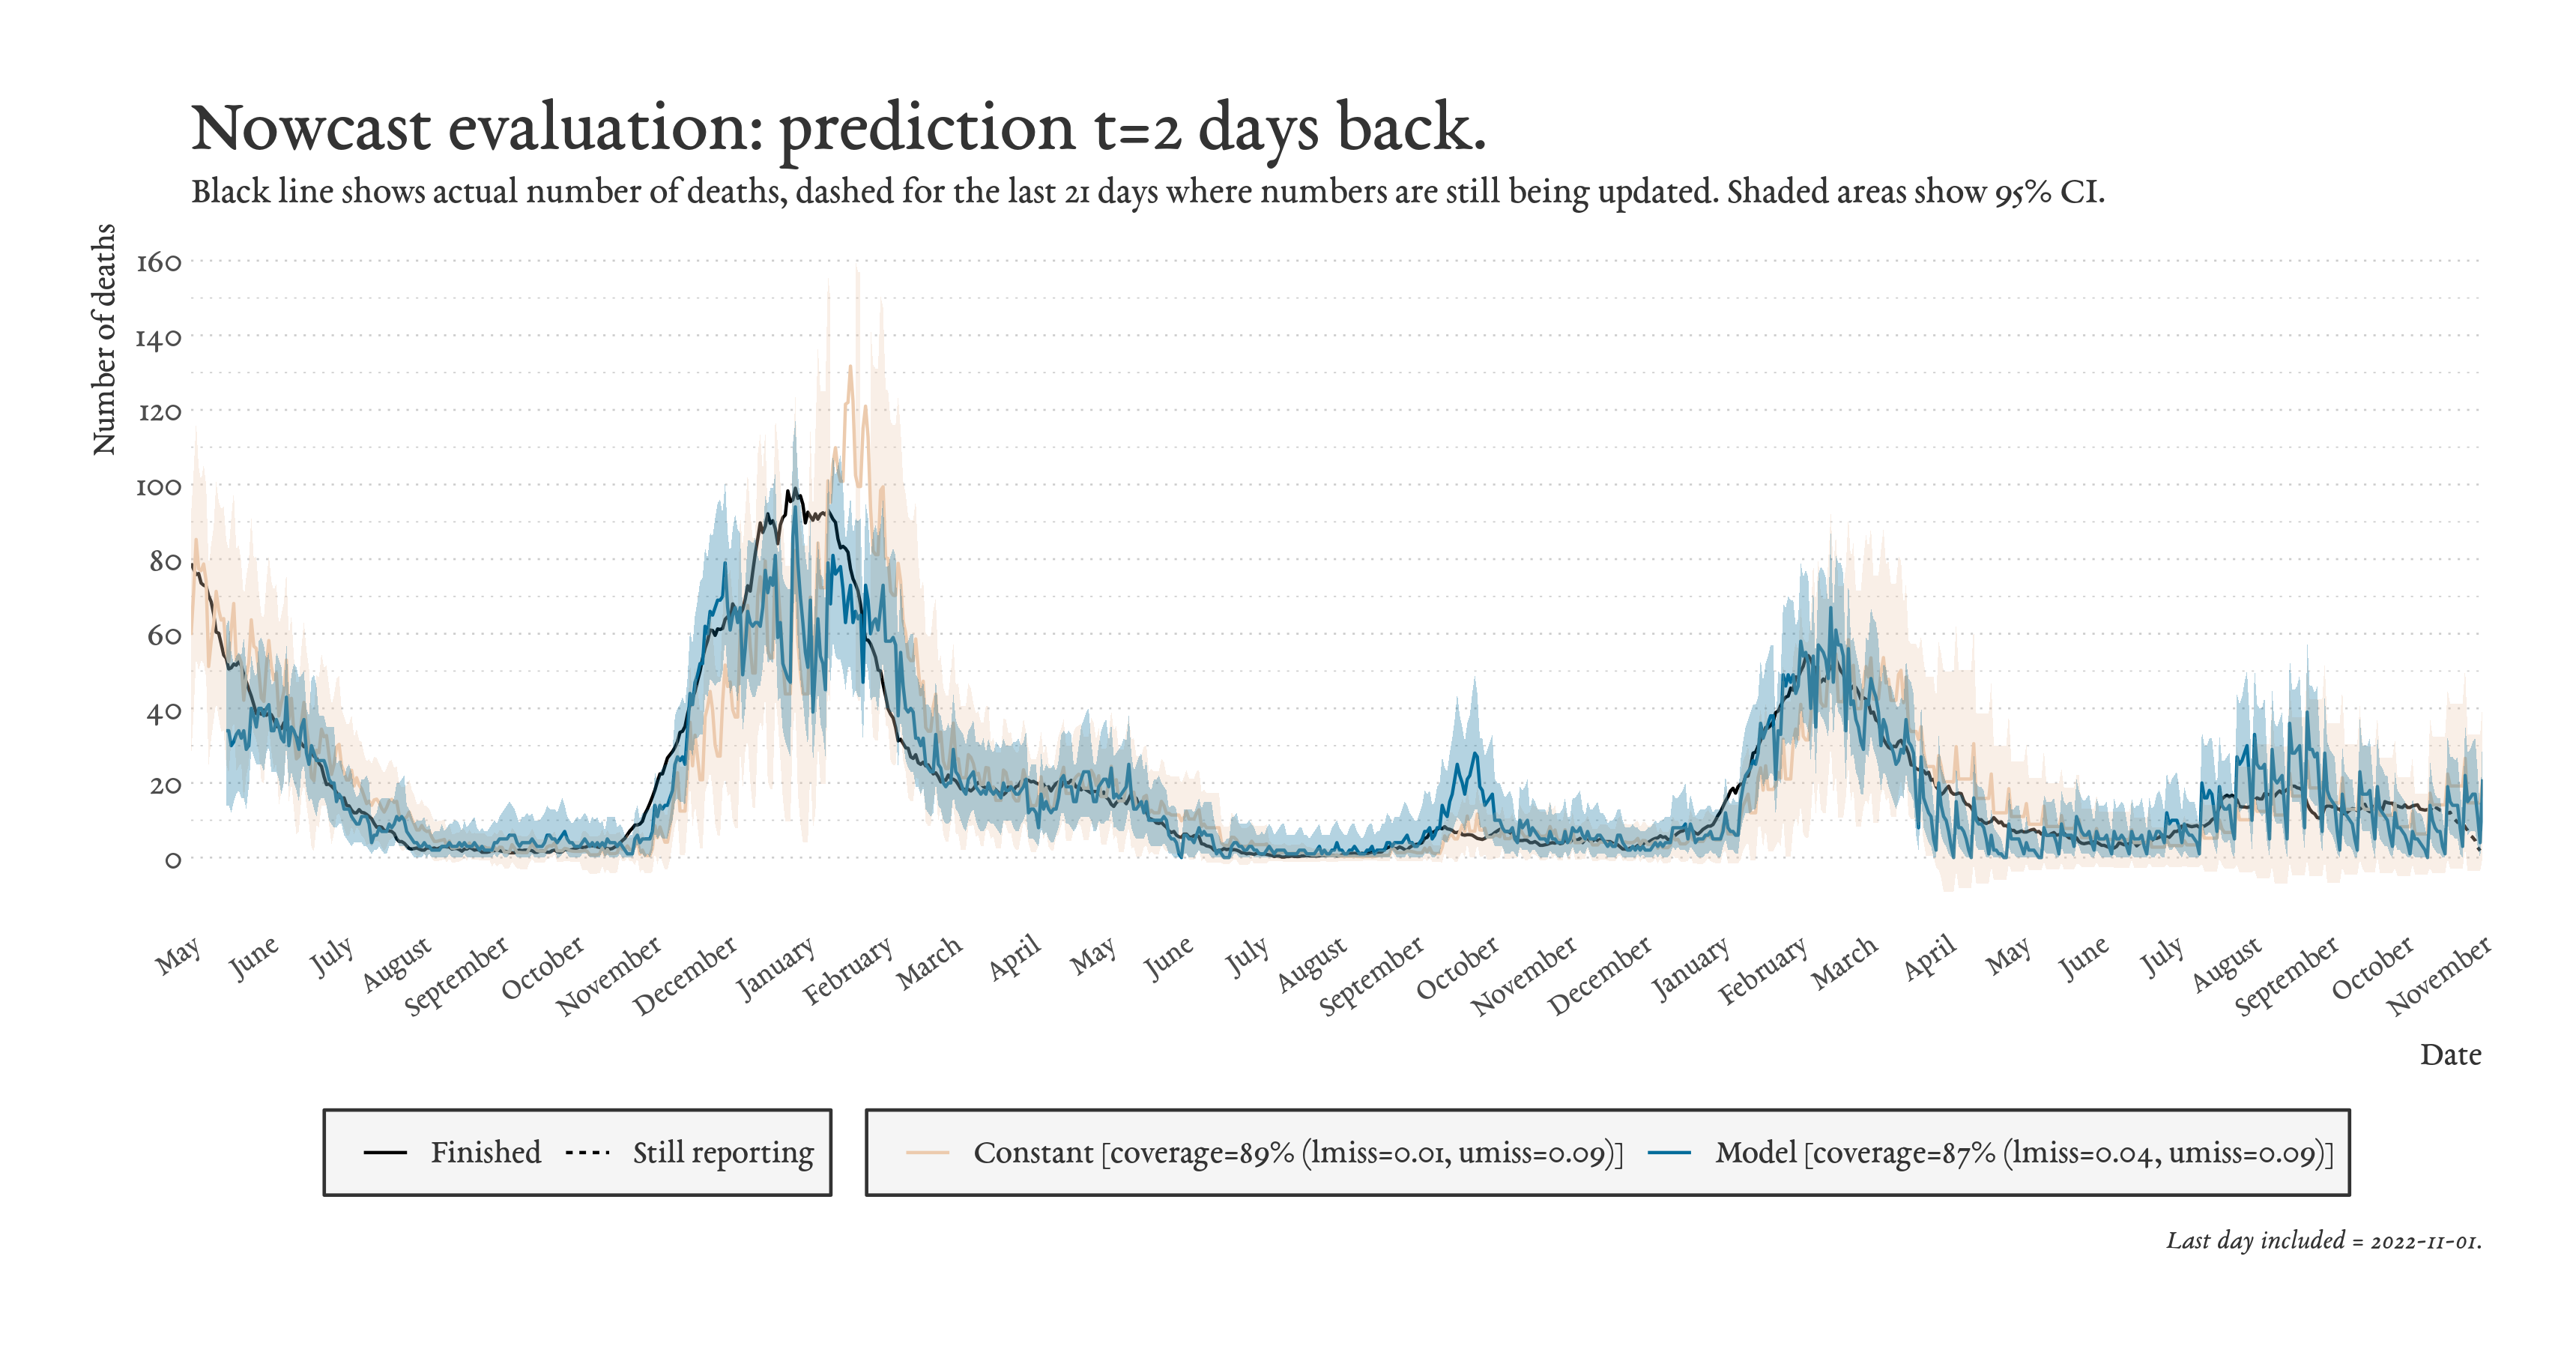 Nowcast evaluation: prediction t=2 days back.
Black line shows actual number of deaths, dashed for the last 21 days where numbers are still being updated. Shaded areas show 95% CI.
Number of deaths
160
140
120
100
80
60
40
20
0
May
June
July
August
September
October
November
December
January
February
March
April
May
June
July
August
September
October
November
December
January
February
March
April
May
June
July
August
September
October
November
Date
Finished
Still reporting
Constant [coverage=89% (lmiss=0.01, umiss=0.09)]
Model [coverage=87% (lmiss=0.04, umiss=0.09)]
Last day included = 2022-11-01.